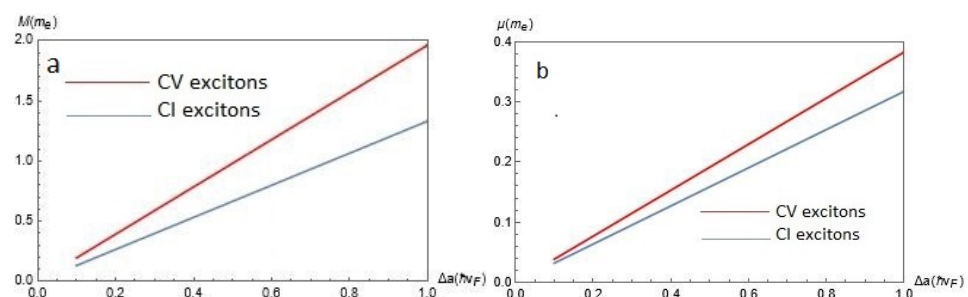 M(mₑ)
2.0
1.5
1.0
0.5
0.0
a
CV excitons
CI excitons
0.0 0.2 0.4 0.6 0.8 1.0
Δa(ħv_F)
μ(mₑ)
0.4
0.3
0.2
0.1
0.0
b
CV excitons
CI excitons
0.0 0.2 0.4 0.6 0.8 1.0
Δa(ħv_F)